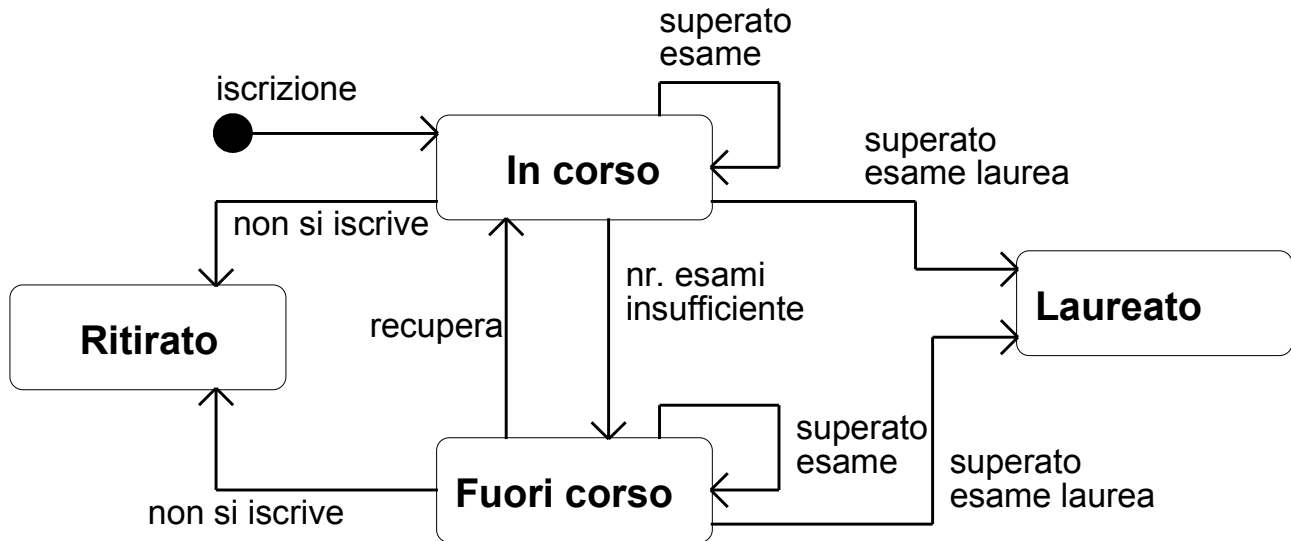 superato
esame
iscrizione
In corso
superato
esame laurea
non si iscrive
nr. esami
insufficiente
Laureato
recupera
Ritirato
superato
esame
superato
esame laurea
Fuori corso
non si iscrive